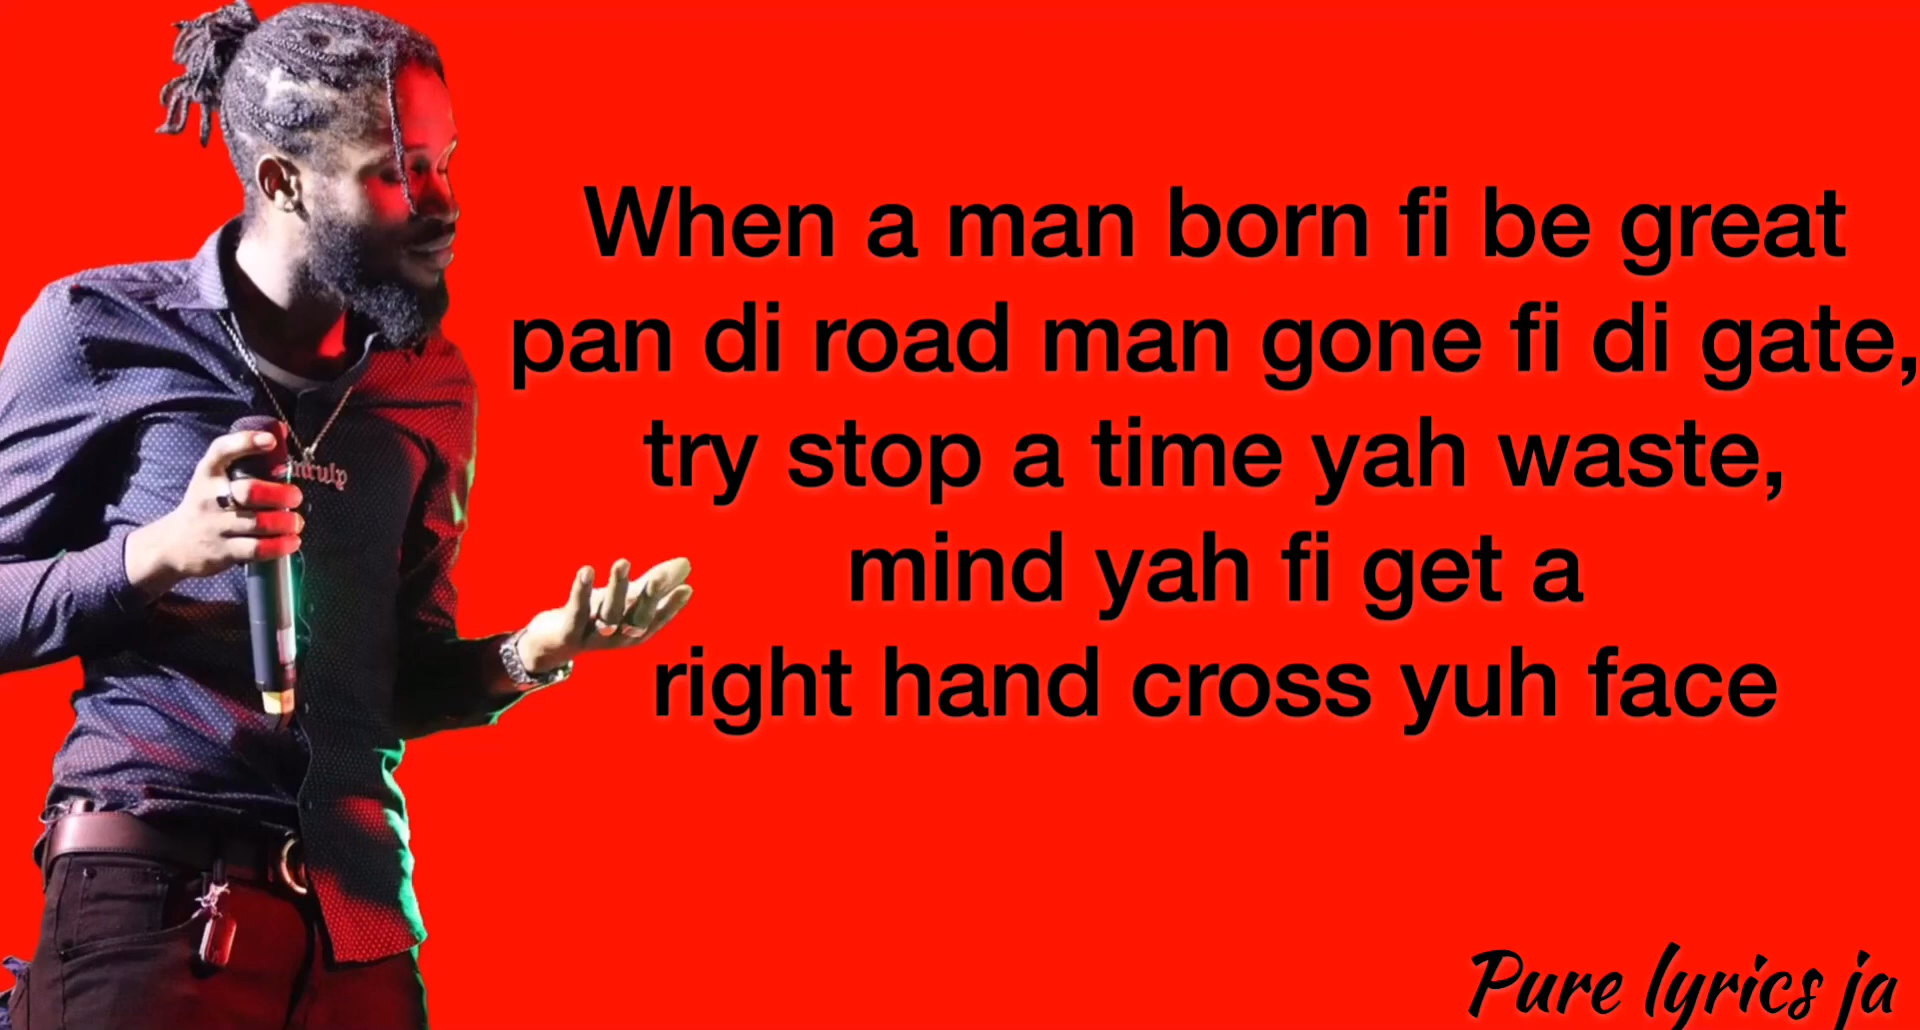 When a man born fi be great
pan di road man gone fi di gate,
try stop a time yah waste,
mind yah fi get a
right hand cross yuh face
Pure lyrics ja